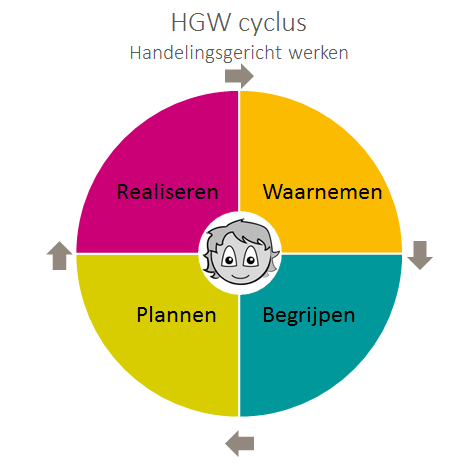 HGW cyclus
Handelingsgericht werken
Realiseren
Waarnemen
Plannen
Begrijpen